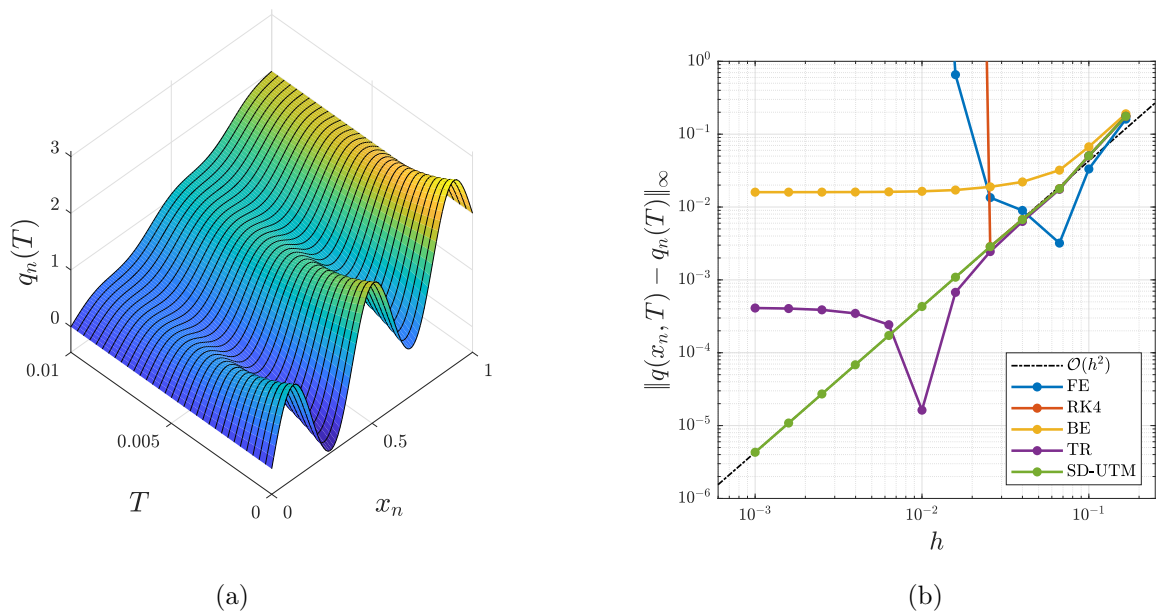 3
2
1
0
q_n(T)
0.01
0.005
0
T
0
0.5
1
x_n
(a)
10^0
10^{-1}
10^{-2}
10^{-3}
10^{-4}
10^{-5}
10^{-6}
‖q(x_n, T) − q_n(T)‖_∞
10^{-3}
10^{-2}
10^{-1}
h
O(h^2)
FE
RK4
BE
TR
SD-UTM
(b)